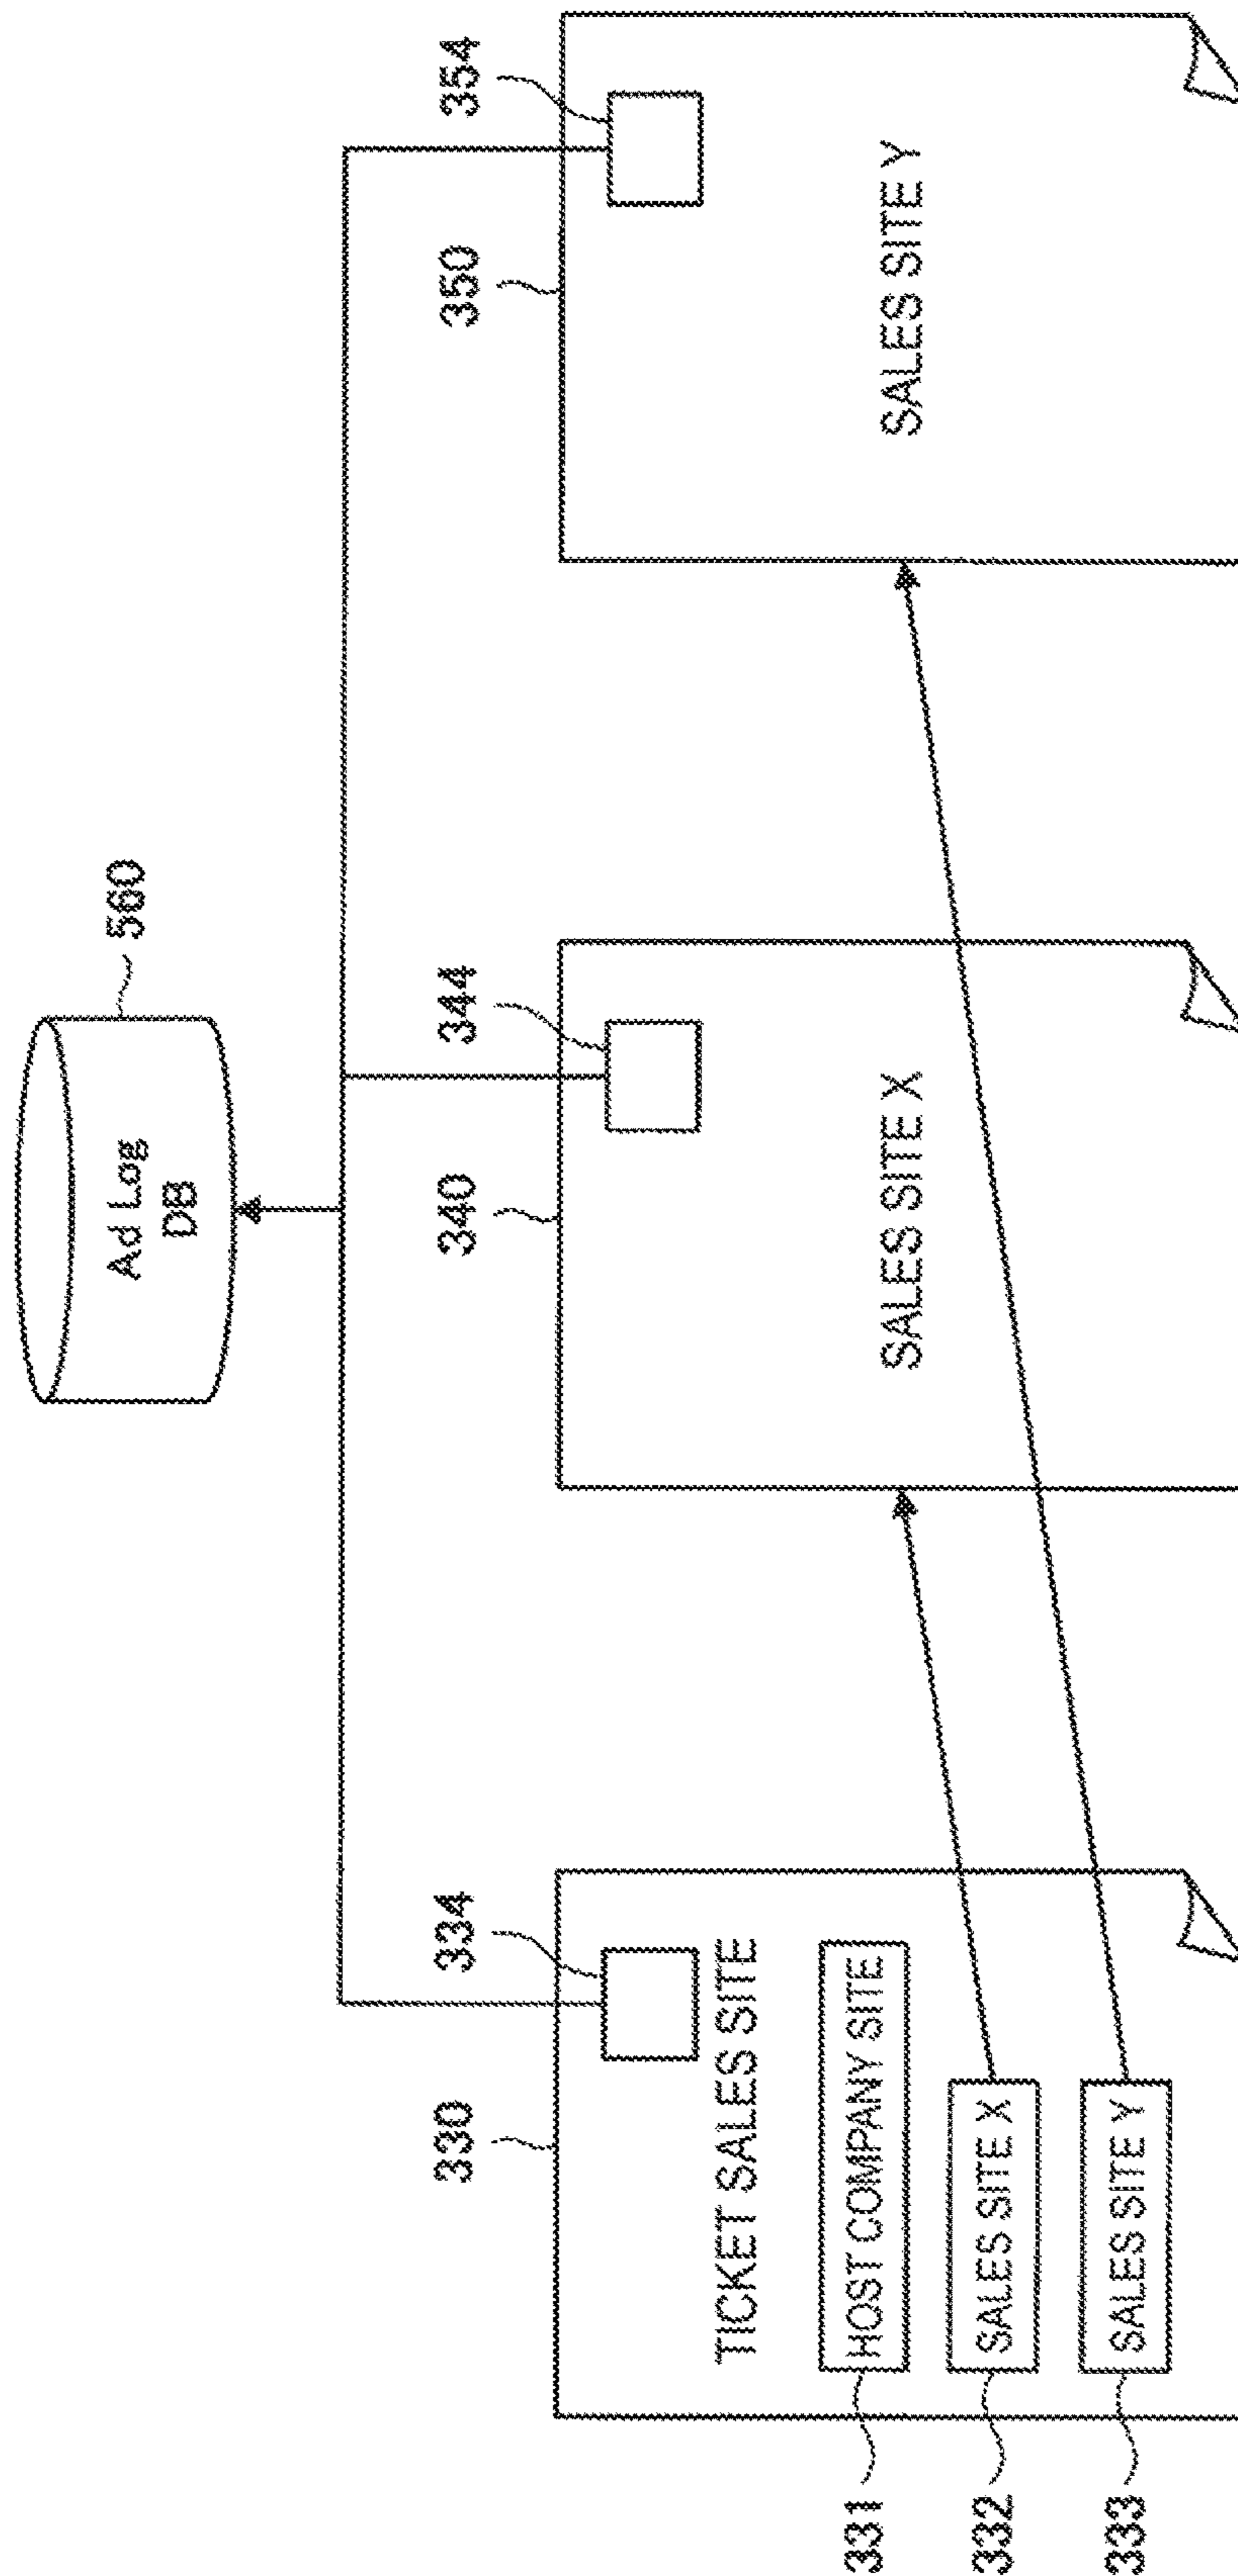 Ad Log
DB
560
334
344
354
330
340
350
TICKET SALES SITE
HOST COMPANY SITE
SALES SITE X
SALES SITE Y
331
332
333
SALES SITE X
SALES SITE Y